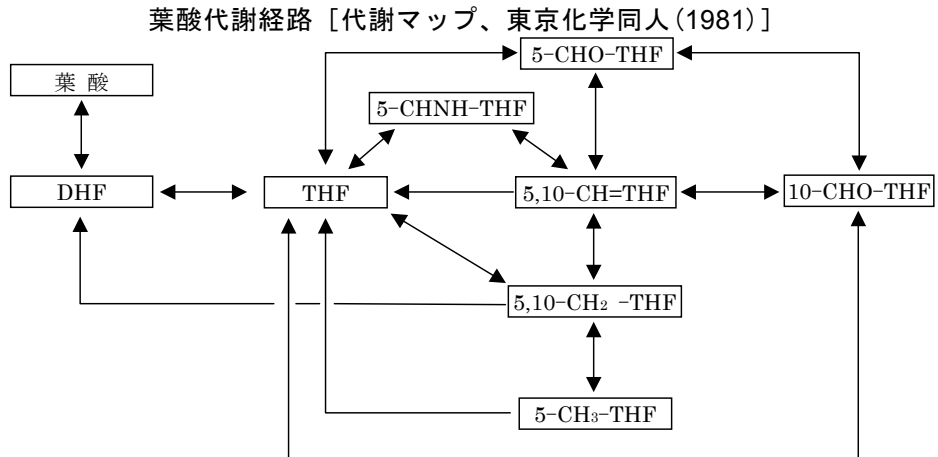 葉酸代謝経路［代謝マップ、東京化学同人(1981)］
5-CHO-THF
葉 酸
5-CHNH-THF
DHF
THF
5,10-CH=THF
10-CHO-THF
5,10-CH₂ -THF
5-CH₃-THF